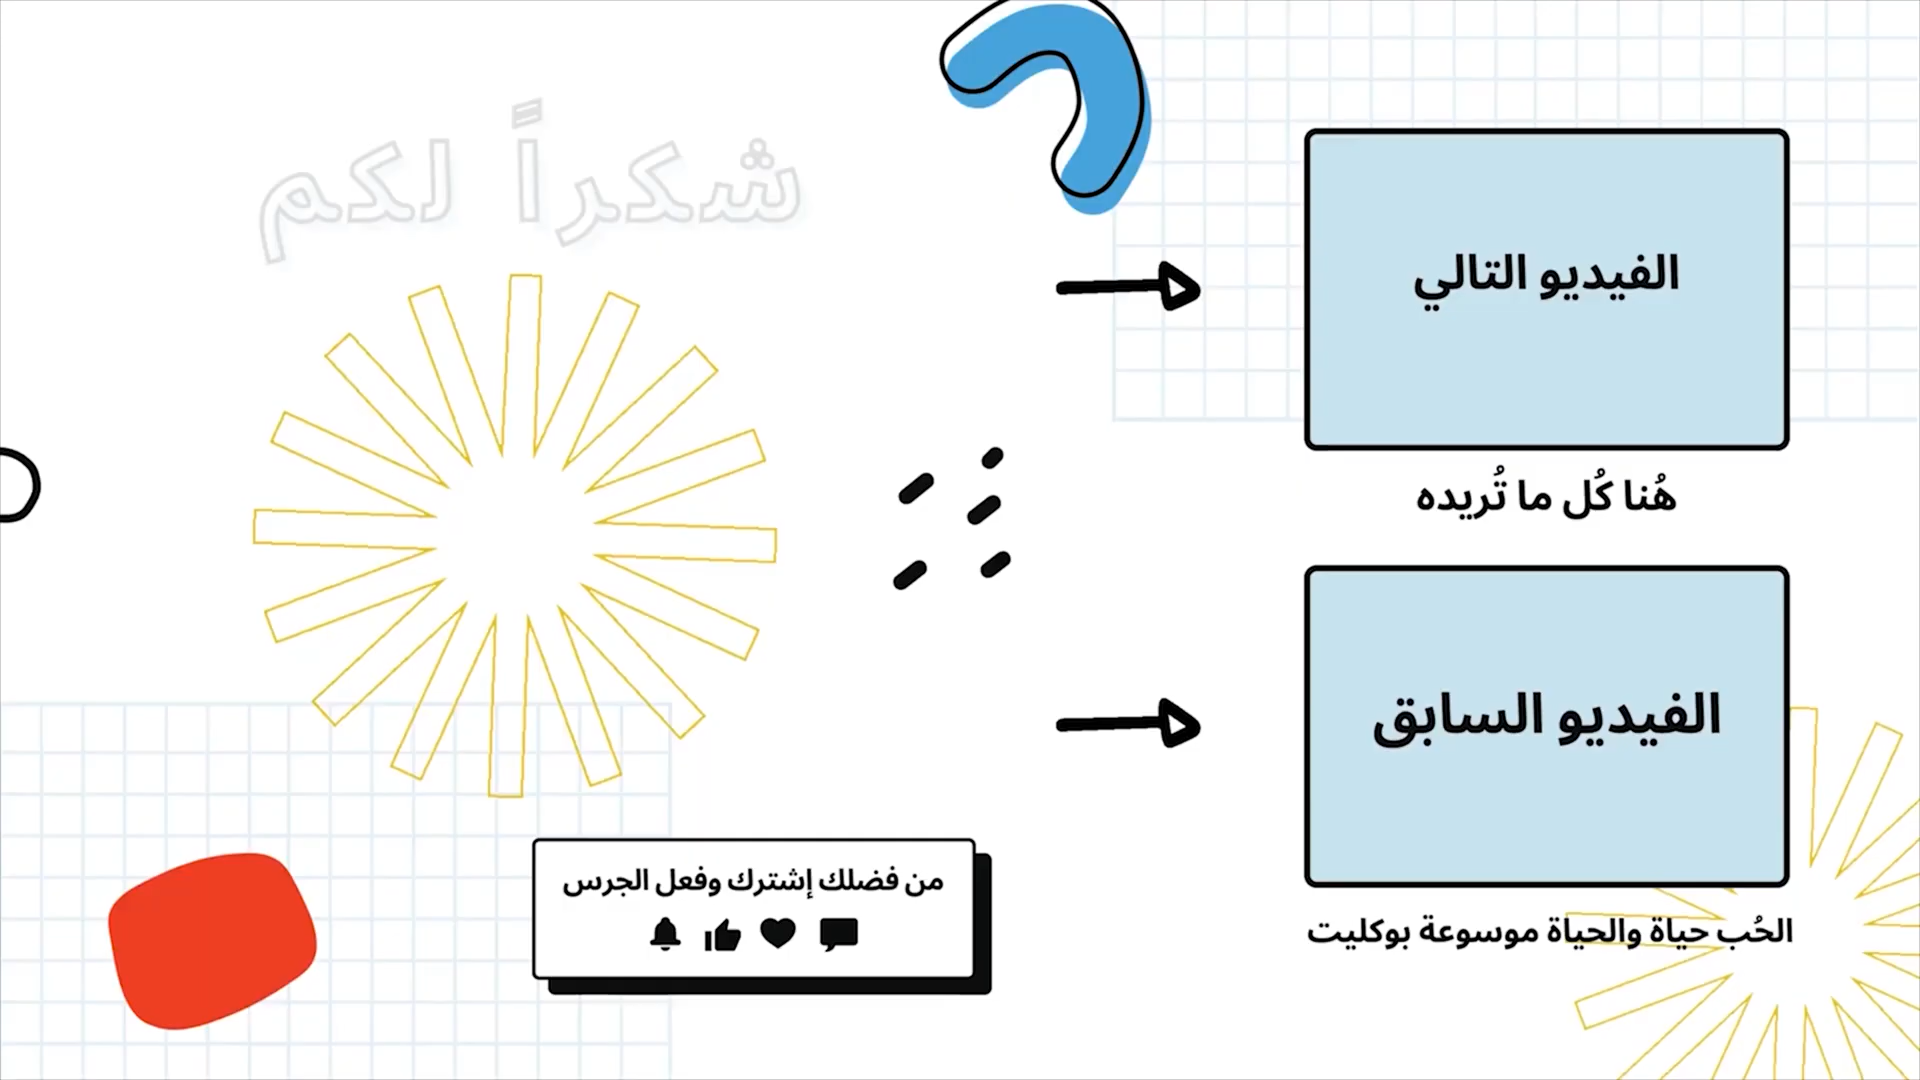 شكراً لكم
الفيديو التالي
هُنا كُل ما تُريده
الفيديو السابق
الحُب حياة والحياة موسوعة بوكليت
من فضلك إشترك وفعل الجرس